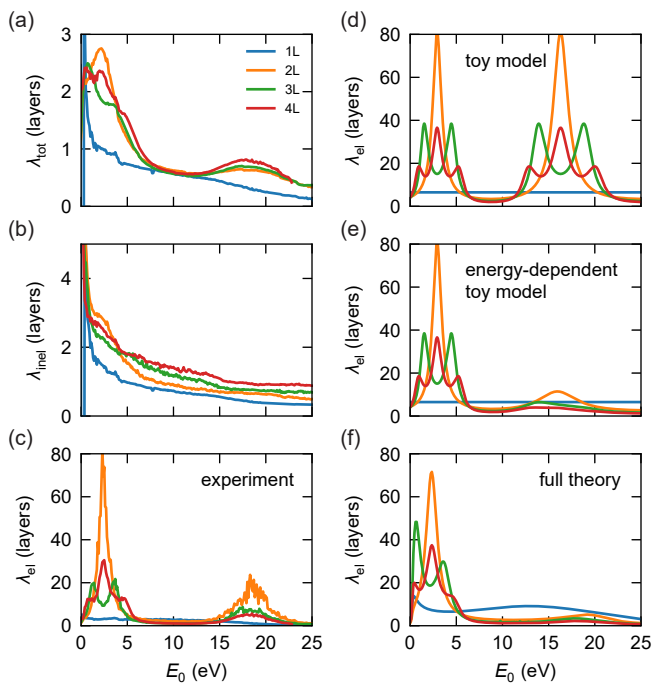 (a)
3
2
1
0
λtot (layers)
1L
2L
3L
4L
(b)
4
2
0
λinel (layers)
(c)
80
60
40
20
0
λel (layers)
experiment
0 5 10 15 20 25
E0 (eV)
(d)
80
60
40
20
0
λel (layers)
toy model
(e)
80
60
40
20
0
λel (layers)
energy-dependent
toy model
(f)
80
60
40
20
0
λel (layers)
full theory
0 5 10 15 20 25
E0 (eV)